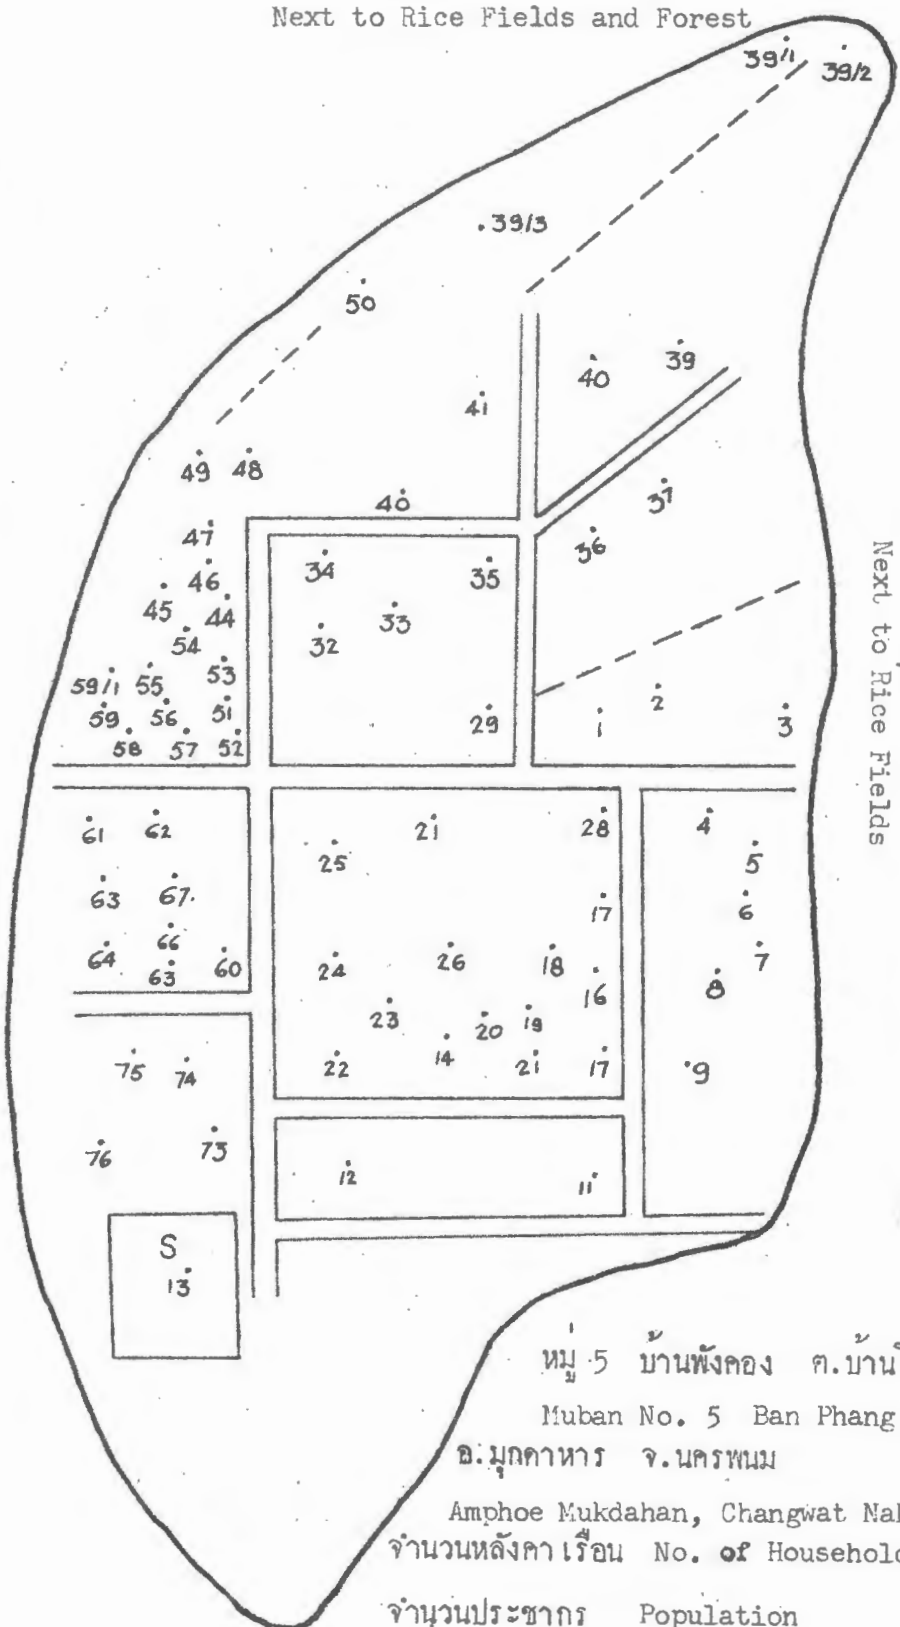 Next to Rice Fields and Forest
39/1 39/2
39/3
50
40 39
41
49 48
40 37
47 36
34 35
46
45 44
33
54 32
53
59/1 55
2
59 56 51 29 1 3
58 57 52
Next to Rice Fields
61 62 21 28 4
25 5
63 67 17 6
66
64 63 60 24 26 18 7
16 8
23 20 19
75 74 22 14 21 17 9
76 73
12 11
S
13
หมู่ 5 บ้านพังคอง ต.บ้าน
Muban No. 5 Ban Phang
อ.มุกดาหาร จ.นครพนม
Amphoe Mukdahan, Changwat
จำนวนหลังคาเรือน No. of
จำนวนประชากร Population